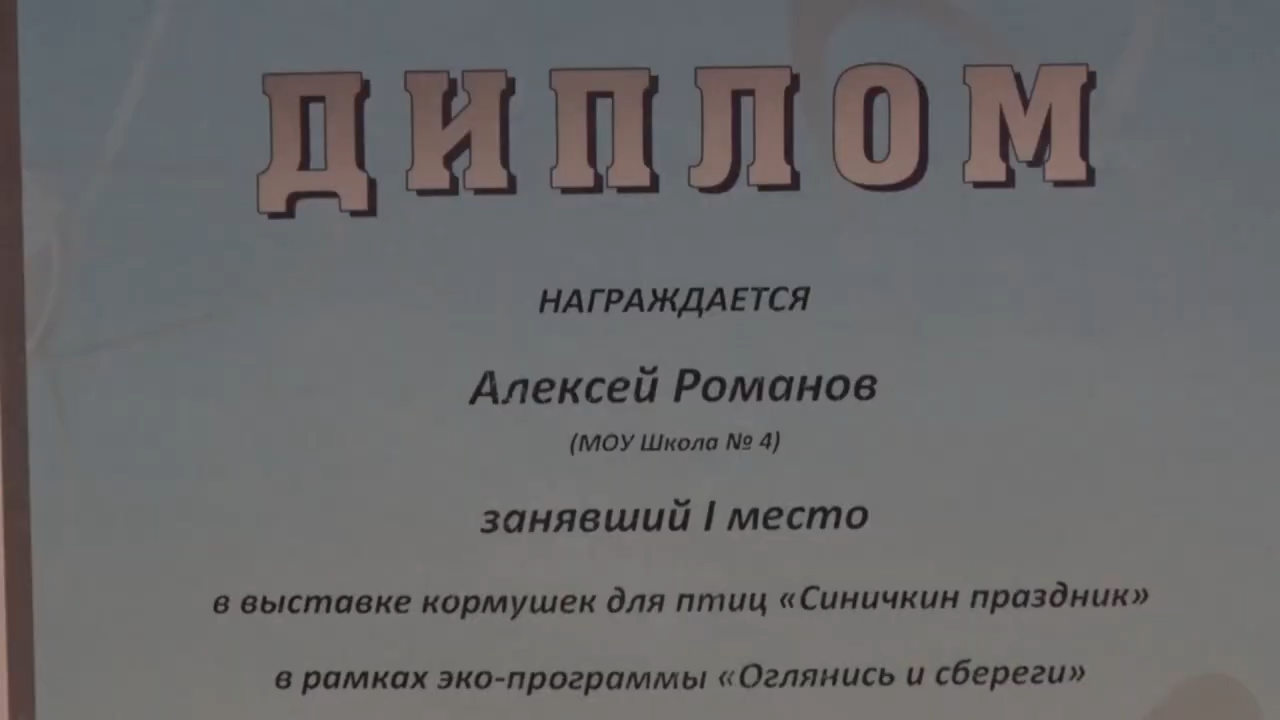 ДИПЛОМ
НАГРАЖДАЕТСЯ
Алексей Романов
(МОУ Школа № 4)
занявший I место
в выставке кормушек для птиц «Синичкин праздник»
в рамках эко-программы «Оглянись и сбереги»